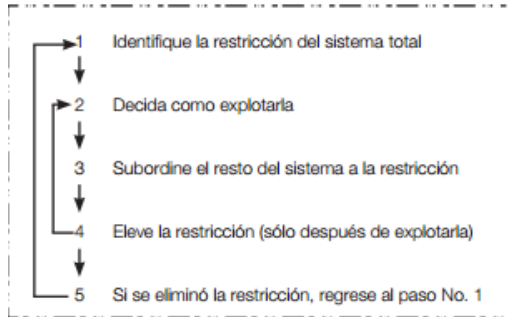 1 Identifique la restricción del sistema total
2 Decida como explotarla
3 Subordine el resto del sistema a la restricción
4 Eleve la restricción (sólo después de explotarla)
5 Si se eliminó la restricción, regrese al paso No. 1